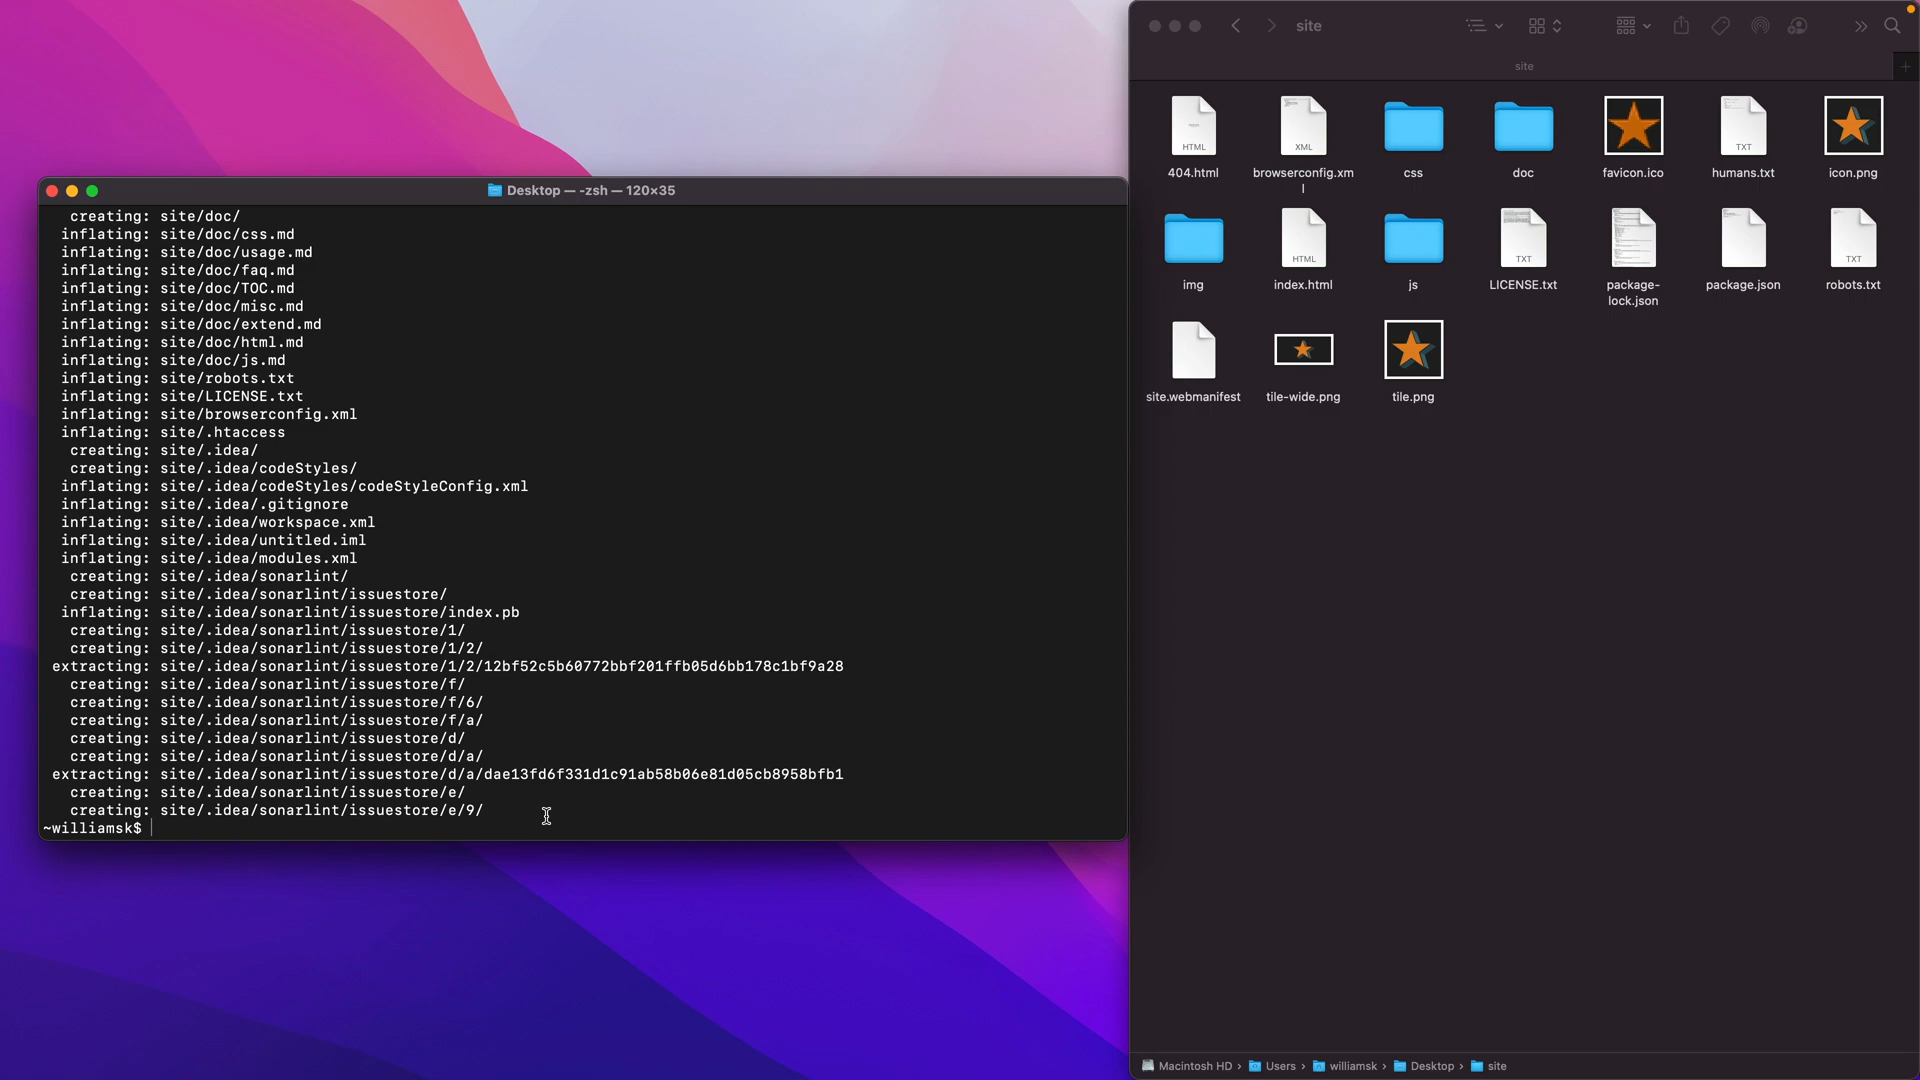 Desktop — -zsh — 120×35
creating: site/doc/
inflating: site/doc/css.md
inflating: site/doc/usage.md
inflating: site/doc/faq.md
inflating: site/doc/TOC.md
inflating: site/doc/misc.md
inflating: site/doc/extend.md
inflating: site/doc/html.md
inflating: site/doc/js.md
inflating: site/robots.txt
inflating: site/LICENSE.txt
inflating: site/browserconfig.xml
inflating: site/.htaccess
creating: site/.idea/
creating: site/.idea/codeStyles/
inflating: site/.idea/codeStyles/codeStyleConfig.xml
inflating: site/.idea/.gitignore
inflating: site/.idea/workspace.xml
inflating: site/.idea/untitled.iml
inflating: site/.idea/modules.xml
creating: site/.idea/sonarlint/
creating: site/.idea/sonarlint/issuestore/
inflating: site/.idea/sonarlint/issuestore/index.pb
creating: site/.idea/sonarlint/issuestore/1/
creating: site/.idea/sonarlint/issuestore/1/2/
extracting: site/.idea/sonarlint/issuestore/1/2/12bf52c5b60772bbf201ffb05d6bb178c1bf9a28
creating: site/.idea/sonarlint/issuestore/f/
creating: site/.idea/sonarlint/issuestore/f/6/
creating: site/.idea/sonarlint/issuestore/f/a/
creating: site/.idea/sonarlint/issuestore/d/
creating: site/.idea/sonarlint/issuestore/d/a/
extracting: site/.idea/sonarlint/issuestore/d/a/dae13fd6f331d1c91ab58b06e81d05cb8958bfb1
creating: site/.idea/sonarlint/issuestore/e/
creating: site/.idea/sonarlint/issuestore/e/9/
~williamsk$
site
site
HTML
XML
TXT
404.html
browserconfig.xm
l
css
doc
favicon.ico
humans.txt
icon.png
HTML
TXT
TXT
img
index.html
js
LICENSE.txt
package-
lock.json
package.json
robots.txt
site.webmanifest
tile-wide.png
tile.png
Macintosh HD › Users › williamsk › Desktop › site